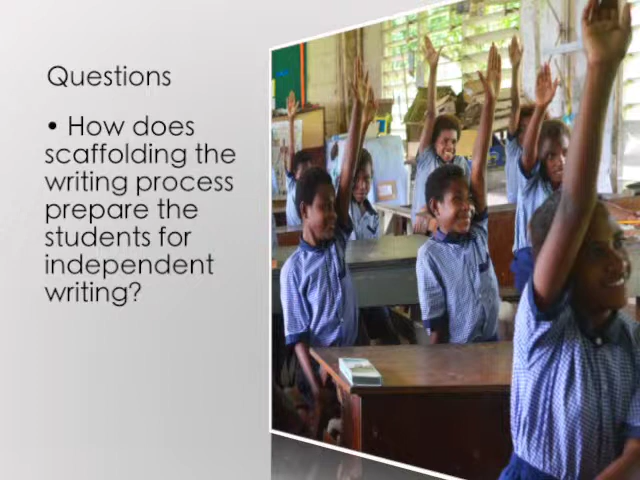 Questions
• How does
scaffolding the
writing process
prepare the
students for
independent
writing?